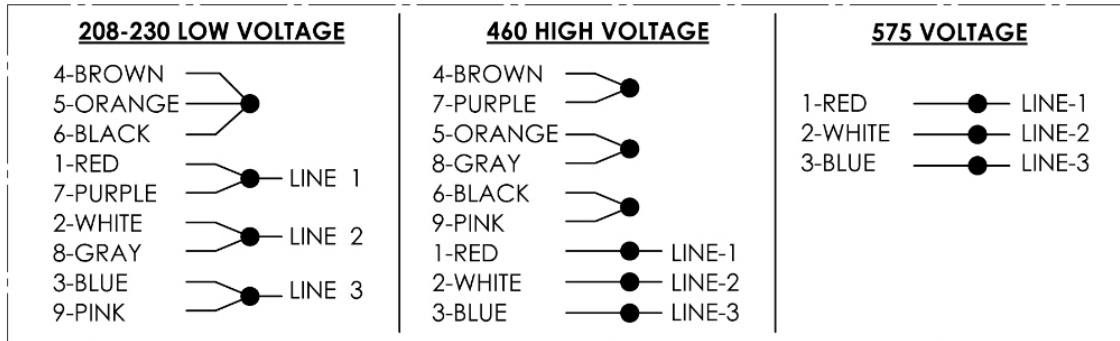 208-230 LOW VOLTAGE
4-BROWN
5-ORANGE
6-BLACK
1-RED
7-PURPLE
LINE 1
2-WHITE
8-GRAY
LINE 2
3-BLUE
9-PINK
LINE 3
460 HIGH VOLTAGE
4-BROWN
7-PURPLE
5-ORANGE
8-GRAY
6-BLACK
9-PINK
1-RED LINE-1
2-WHITE LINE-2
3-BLUE LINE-3
575 VOLTAGE
1-RED LINE-1
2-WHITE LINE-2
3-BLUE LINE-3